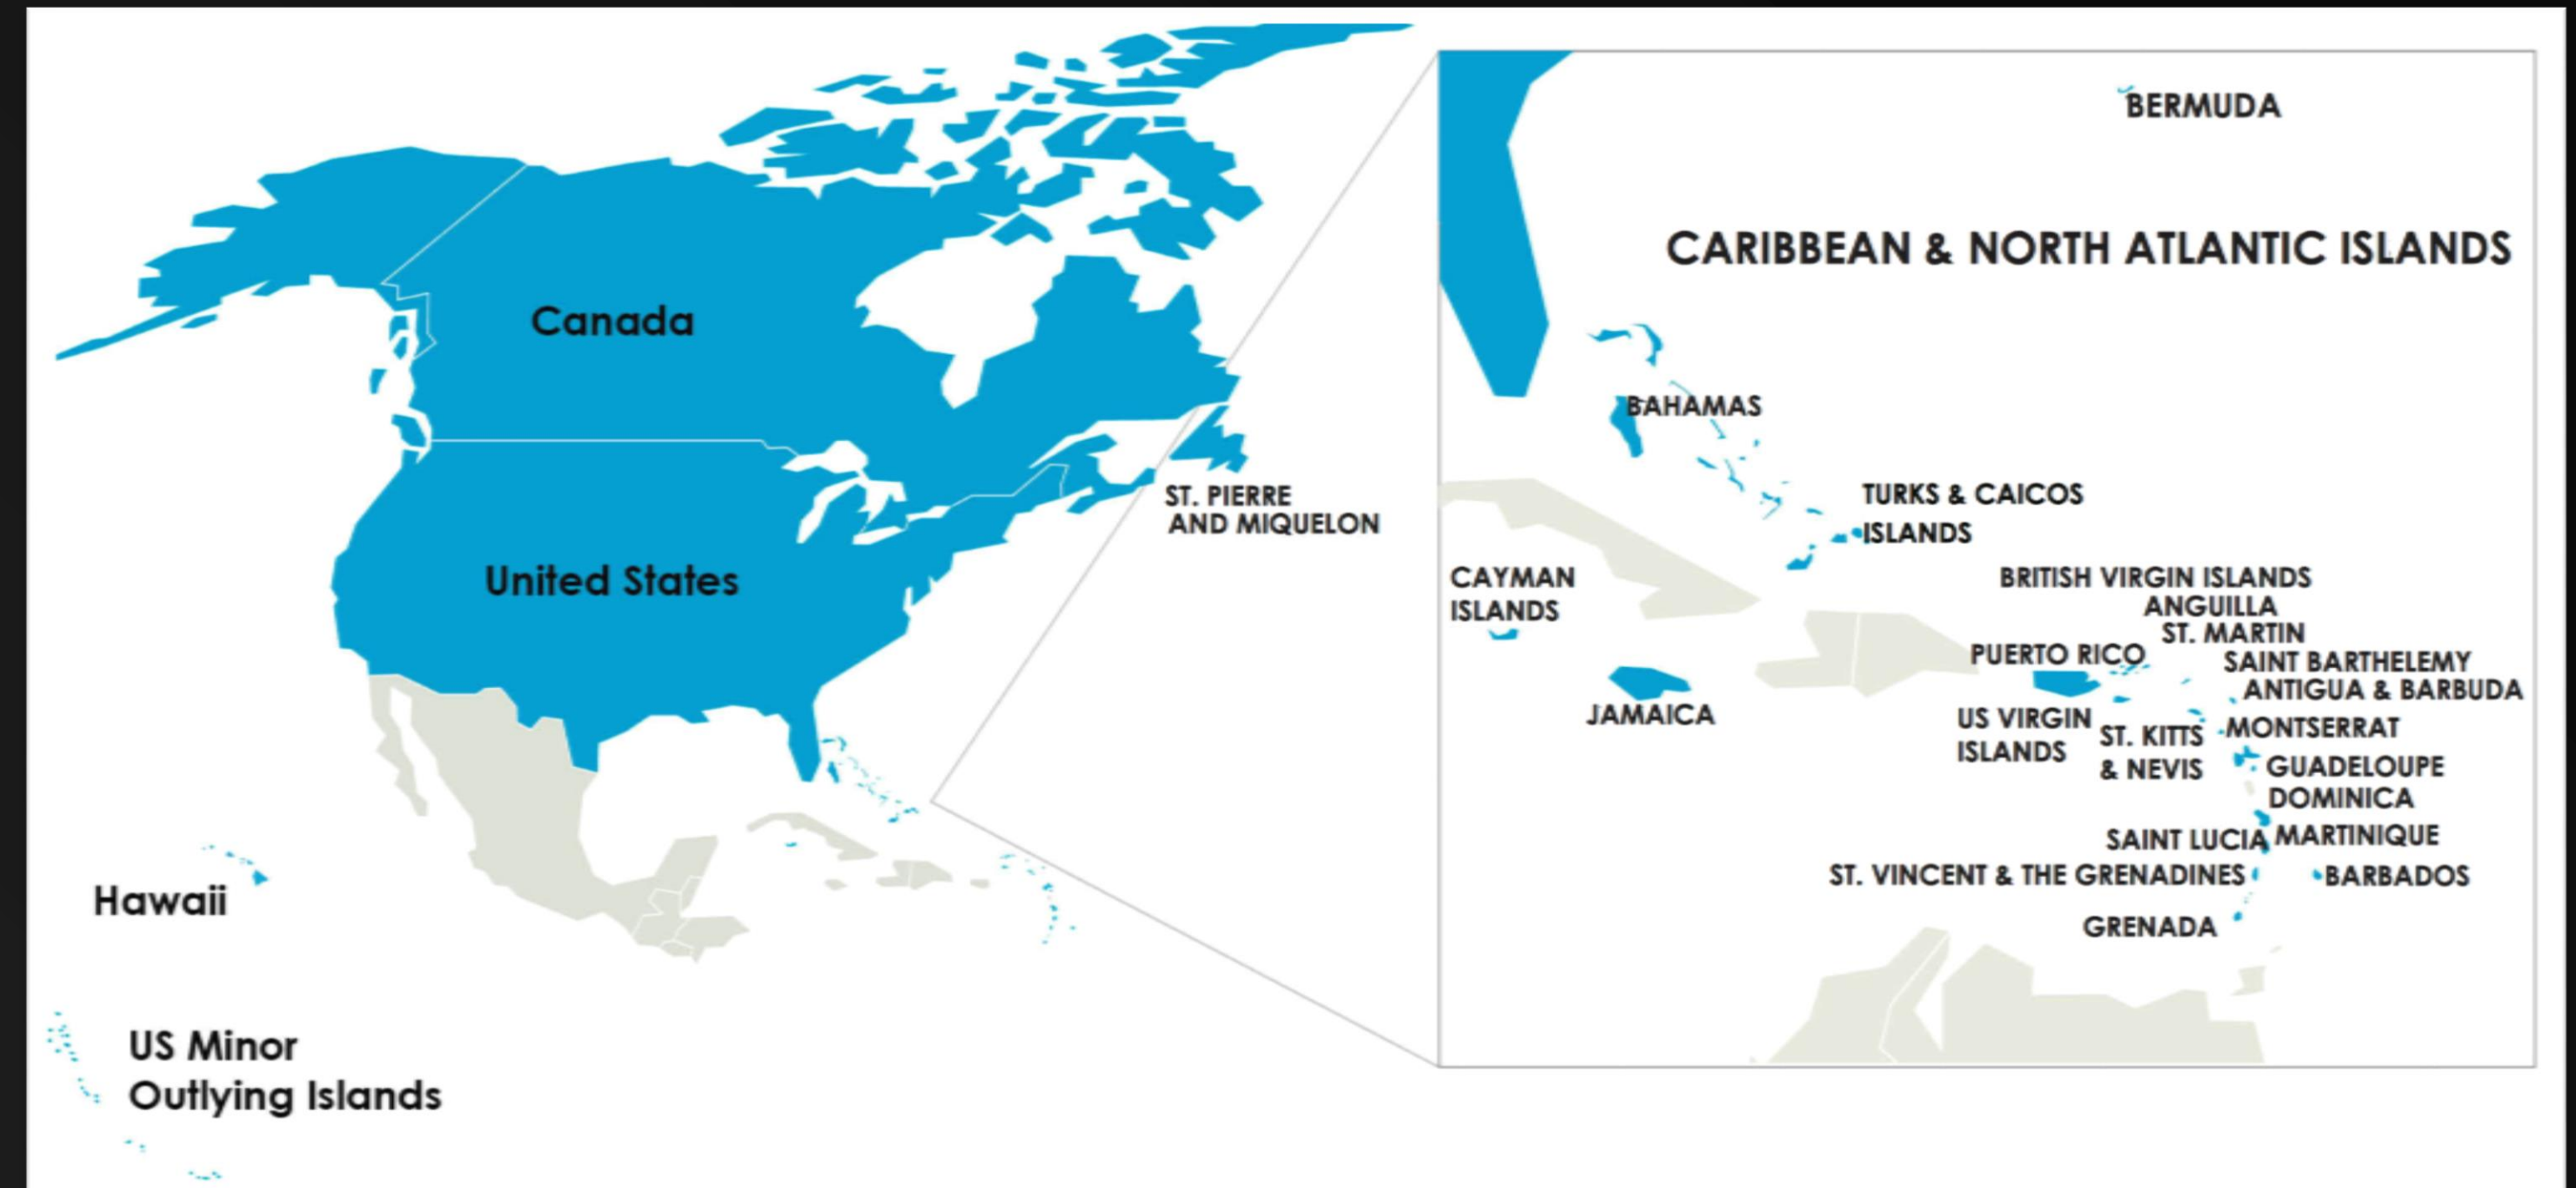 Canada
United States
ST. PIERRE
AND MIQUELON
Hawaii
US Minor
Outlying Islands
BERMUDA
CARIBBEAN & NORTH ATLANTIC ISLANDS
BAHAMAS
TURKS & CAICOS
ISLANDS
CAYMAN
ISLANDS
JAMAICA
BRITISH VIRGIN ISLANDS
ANGUILLA
ST. MARTIN
PUERTO RICO
SAINT BARTHELEMY
ANTIGUA & BARBUDA
US VIRGIN
ISLANDS
ST. KITTS
& NEVIS
MONTSERRAT
GUADELOUPE
DOMINICA
SAINT LUCIA
MARTINIQUE
ST. VINCENT & THE GRENADINES
BARBADOS
GRENADA